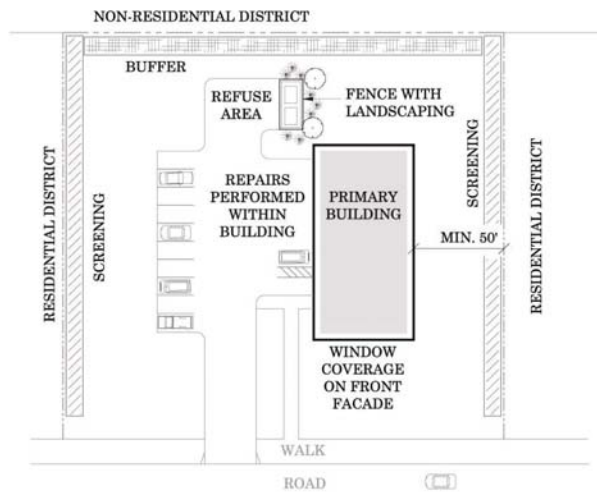 NON-RESIDENTIAL DISTRICT
BUFFER
REFUSE
AREA
FENCE WITH
LANDSCAPING
RESIDENTIAL DISTRICT
SCREENING
REPAIRS
PERFORMED
WITHIN
BUILDING
PRIMARY
BUILDING
SCREENING
MIN. 50'
RESIDENTIAL DISTRICT
WINDOW
COVERAGE
ON FRONT
FACADE
WALK
ROAD